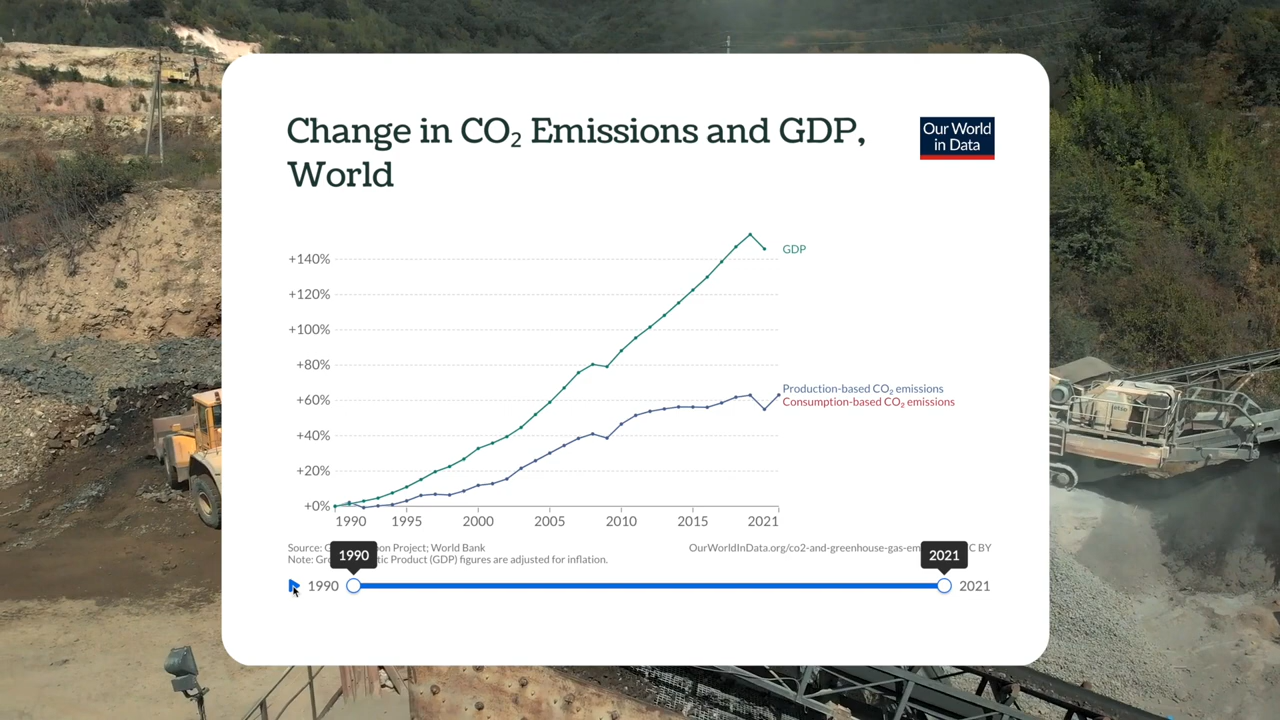 Change in CO₂ Emissions and GDP,
World
Our World
in Data
GDP
+140%
+120%
+100%
+80%
Production-based CO₂ emissions
Consumption-based CO₂ emissions
+60%
+40%
+20%
+0%
1990 1995 2000 2005 2010 2015 2021
Source: Project; World Bank
OurWorldInData.org/co2-and-greenhouse-gas- BY
Note: Product (GDP) figures are adjusted for inflation.
1990 2021
1990 2021